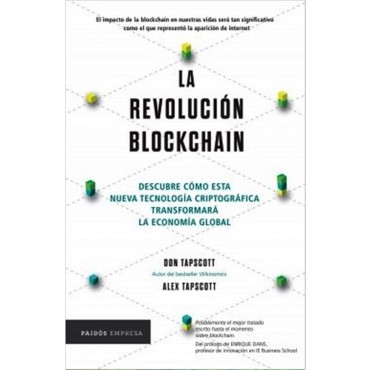 El impacto de la blockchain en nuestras vidas será tan significativo
como el que representó la aparición de internet
LA
REVOLUCIÓN
BLOCKCHAIN
DESCUBRE CÓMO ESTA
NUEVA TECNOLOGÍA CRIPTOGRÁFICA
TRANSFORMARÁ
LA ECONOMÍA GLOBAL
DON TAPSCOTT
Autor del bestseller Wikinomics
ALEX TAPSCOTT
PAIDÓS EMPRESA
Posiblemente el mejor tratado
escrito hasta el momento
sobre blockchain.
Del prólogo de ENRIQUE DANS,
profesor de innovación en IE Business School